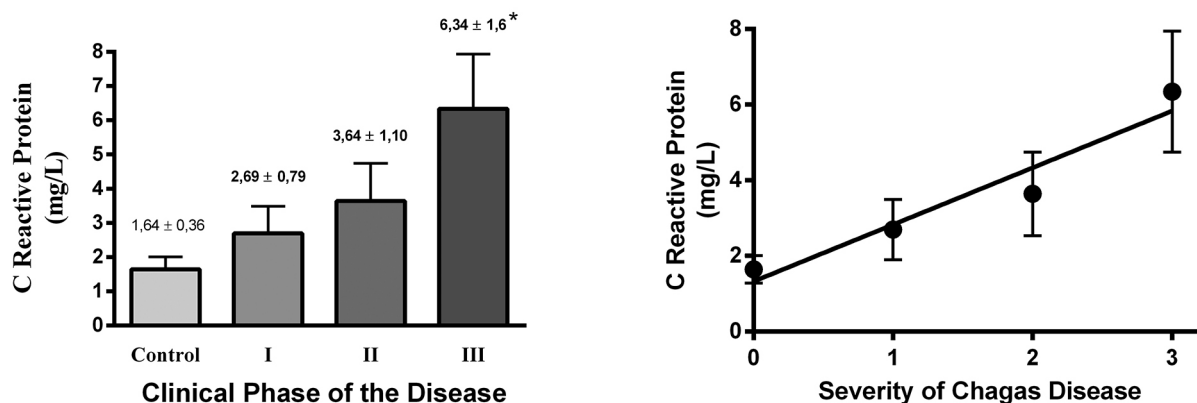 6,34 ± 1,6*
3,64 ± 1,10
2,69 ± 0,79
1,64 ± 0,36
C Reactive Protein
(mg/L)
8
7
6
5
4
3
2
1
0
Control I II III
Clinical Phase of the Disease
C Reactive Protein
(mg/L)
8
6
4
2
0
0 1 2 3
Severity of Chagas Disease